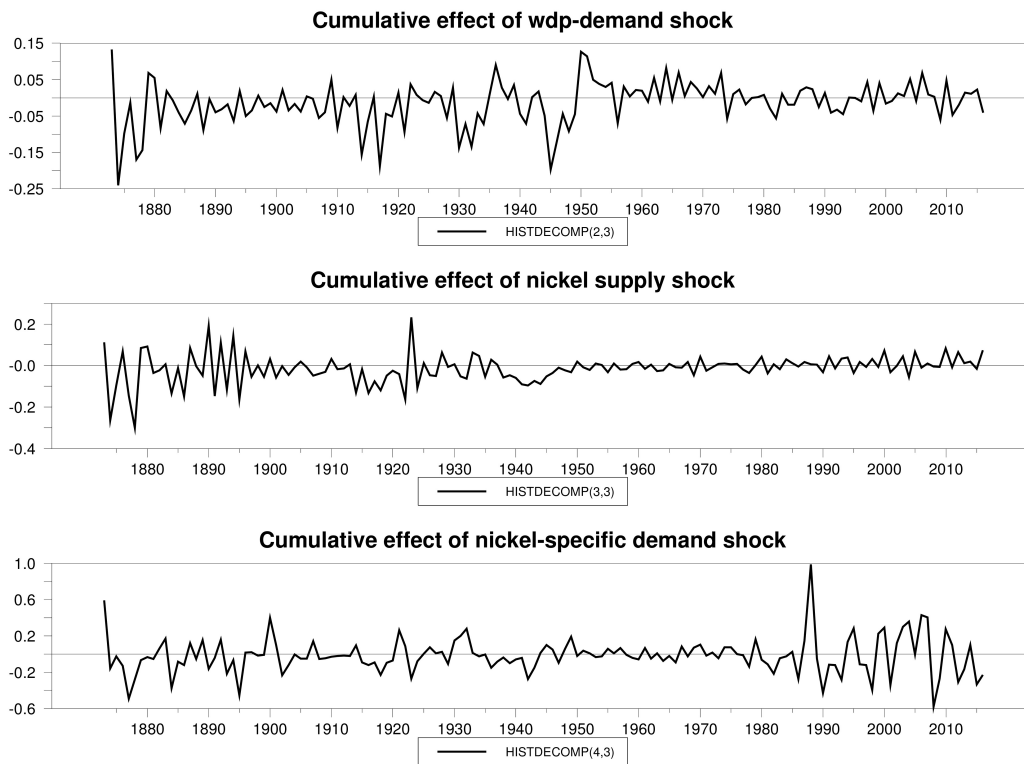 Cumulative effect of wdp-demand shock
0.15
0.05
-0.05
-0.15
-0.25
1880 1890 1900 1910 1920 1930 1940 1950 1960 1970 1980 1990 2000 2010
HISTDECOMP(2,3)
Cumulative effect of nickel supply shock
0.2
-0.0
-0.2
-0.4
1880 1890 1900 1910 1920 1930 1940 1950 1960 1970 1980 1990 2000 2010
HISTDECOMP(3,3)
Cumulative effect of nickel-specific demand shock
1.0
0.6
0.2
-0.2
-0.6
1880 1890 1900 1910 1920 1930 1940 1950 1960 1970 1980 1990 2000 2010
HISTDECOMP(4,3)